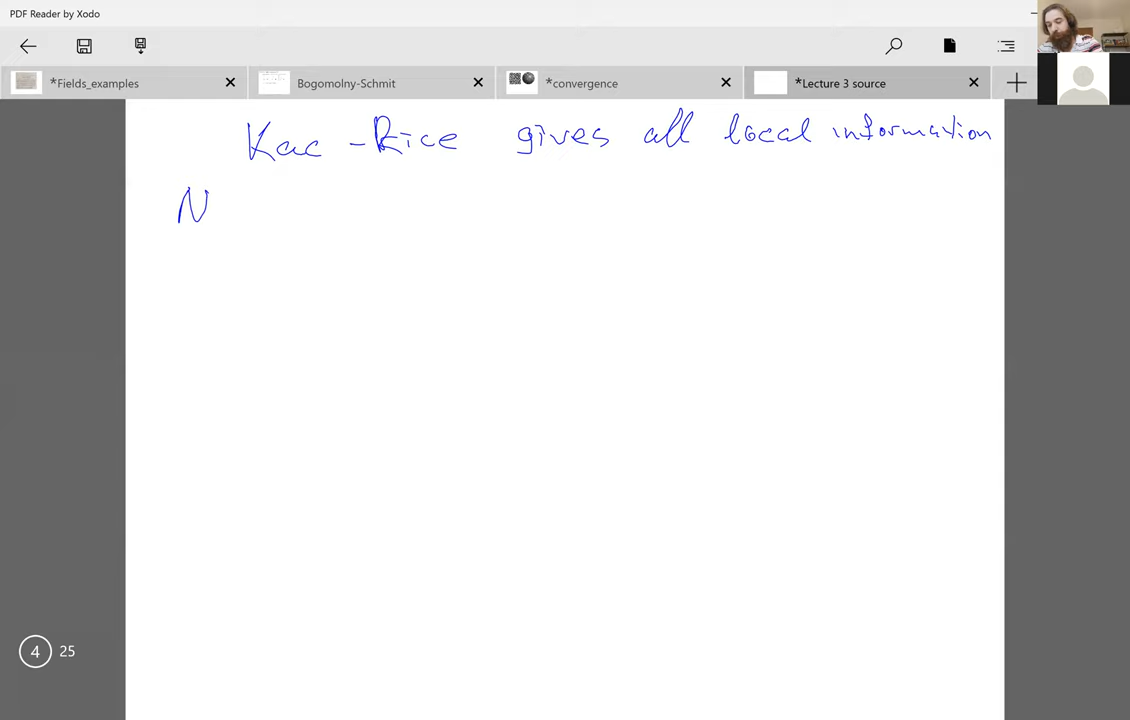 PDF Reader by Xodo
*Fields_examples
Bogomolny-Schmit
*convergence
*Lecture 3 source
Kac-Rice gives all local information
N
4 25